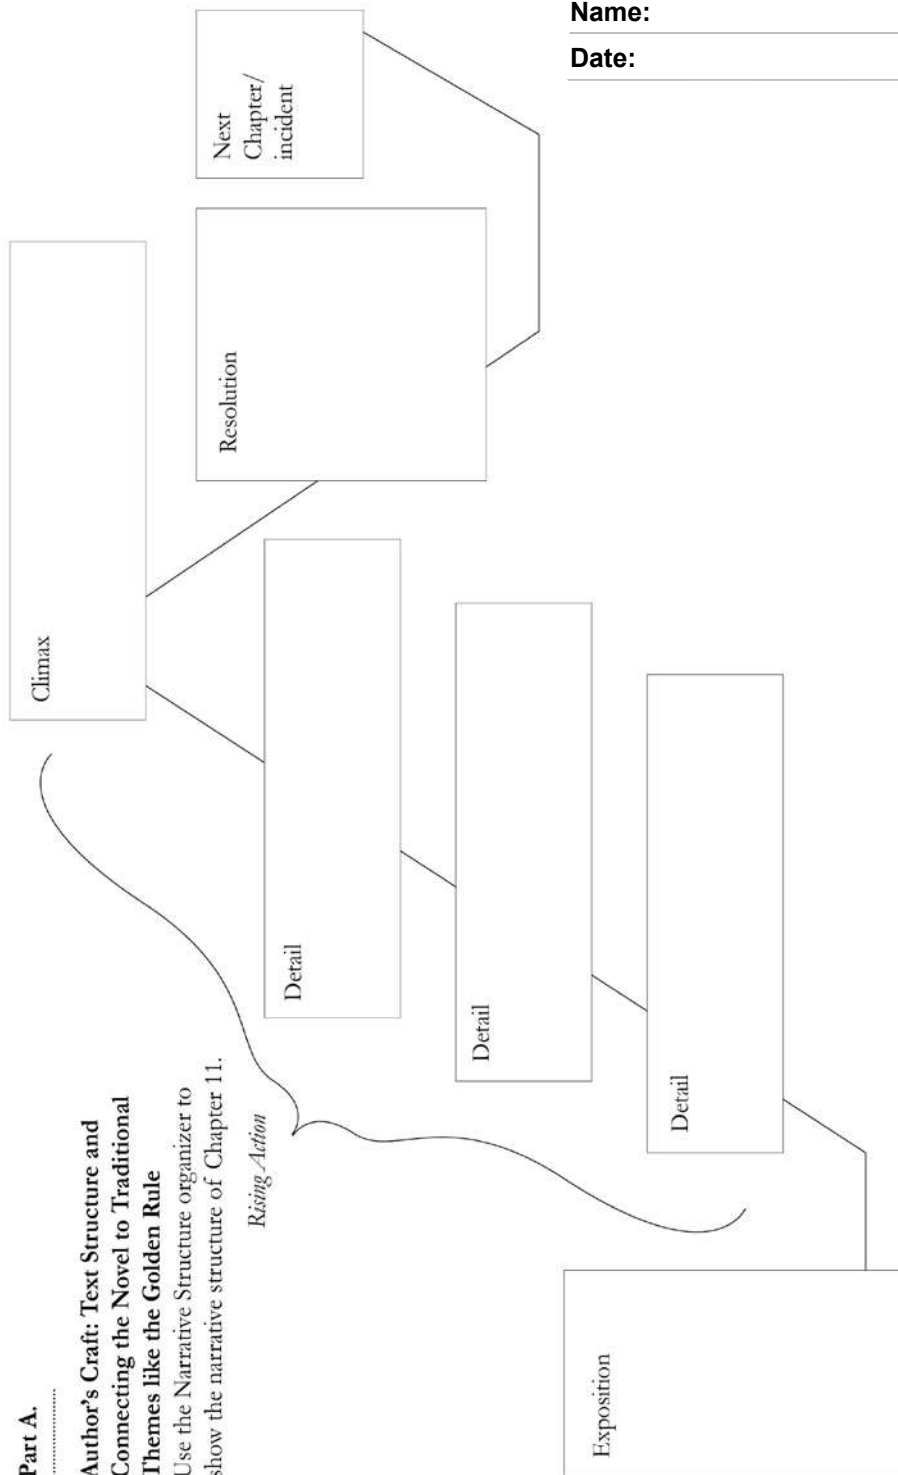 Name:
Date:
Part A.
Author's Craft: Text Structure and
Connecting the Novel to Traditional
Themes like the Golden Rule
Use the Narrative Structure organizer to
show the narrative structure of Chapter 11.
Rising Action
Exposition
Detail
Detail
Detail
Climax
Resolution
Next
Chapter/
incident